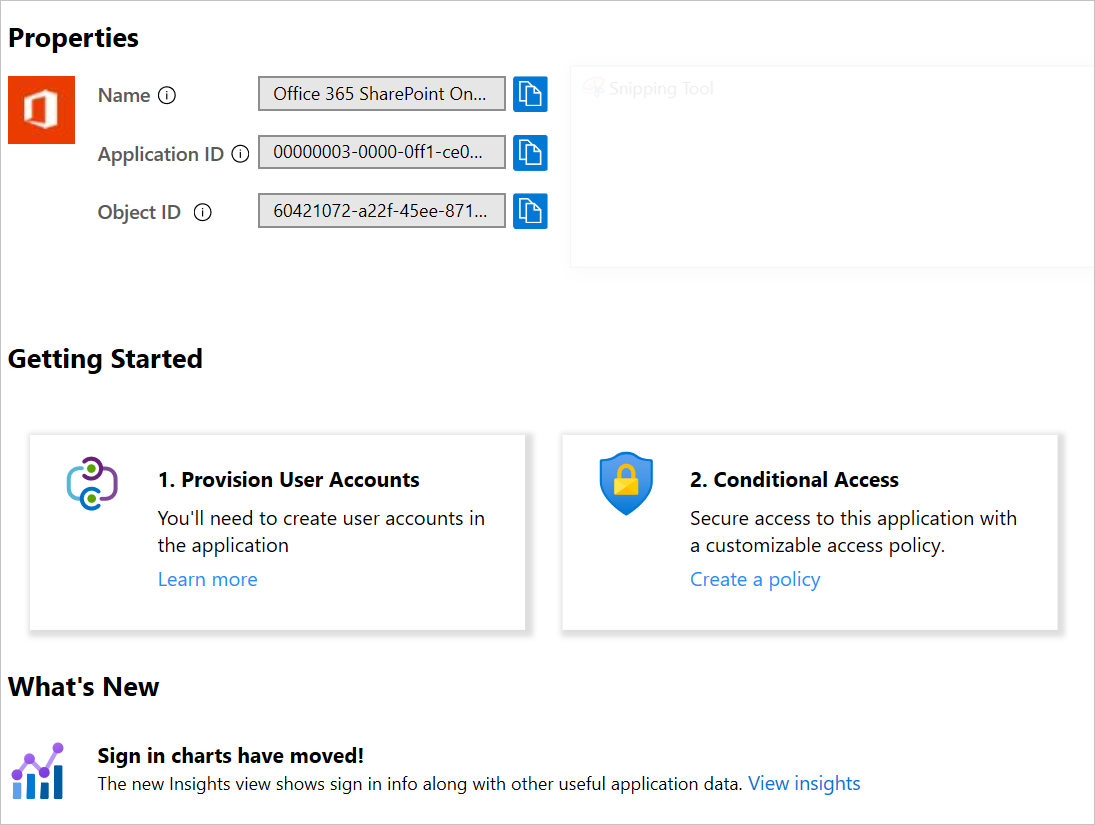 Properties
Name
Office 365 SharePoint On...
Snipping Tool
Application ID
00000003-0000-0ff1-ce0...
Object ID
60421072-a22f-45ee-871...
Getting Started
1. Provision User Accounts
You'll need to create user accounts in
the application
Learn more
2. Conditional Access
Secure access to this application with
a customizable access policy.
Create a policy
What's New
Sign in charts have moved!
The new Insights view shows sign in info along with other useful application data. View insights